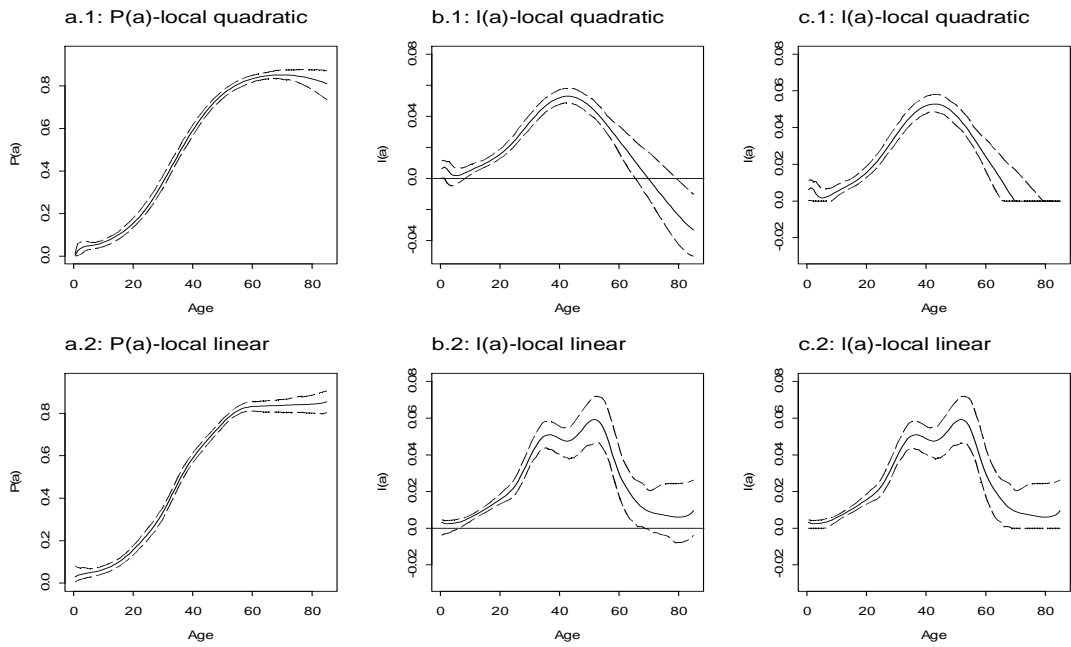 a.1: P(a)-local quadratic
P(a)
0.0 0.2 0.4 0.6 0.8
0 20 40 60 80
Age
b.1: I(a)-local quadratic
I(a)
-0.04 0.0 0.04 0.08
0 20 40 60 80
Age
c.1: I(a)-local quadratic
I(a)
-0.02 0.0 0.02 0.04 0.06 0.08
0 20 40 60 80
Age
a.2: P(a)-local linear
P(a)
0.0 0.2 0.4 0.6 0.8
0 20 40 60 80
Age
b.2: I(a)-local linear
I(a)
-0.02 0.0 0.02 0.04 0.06 0.08
0 20 40 60 80
Age
c.2: I(a)-local linear
I(a)
-0.02 0.0 0.02 0.04 0.06 0.08
0 20 40 60 80
Age